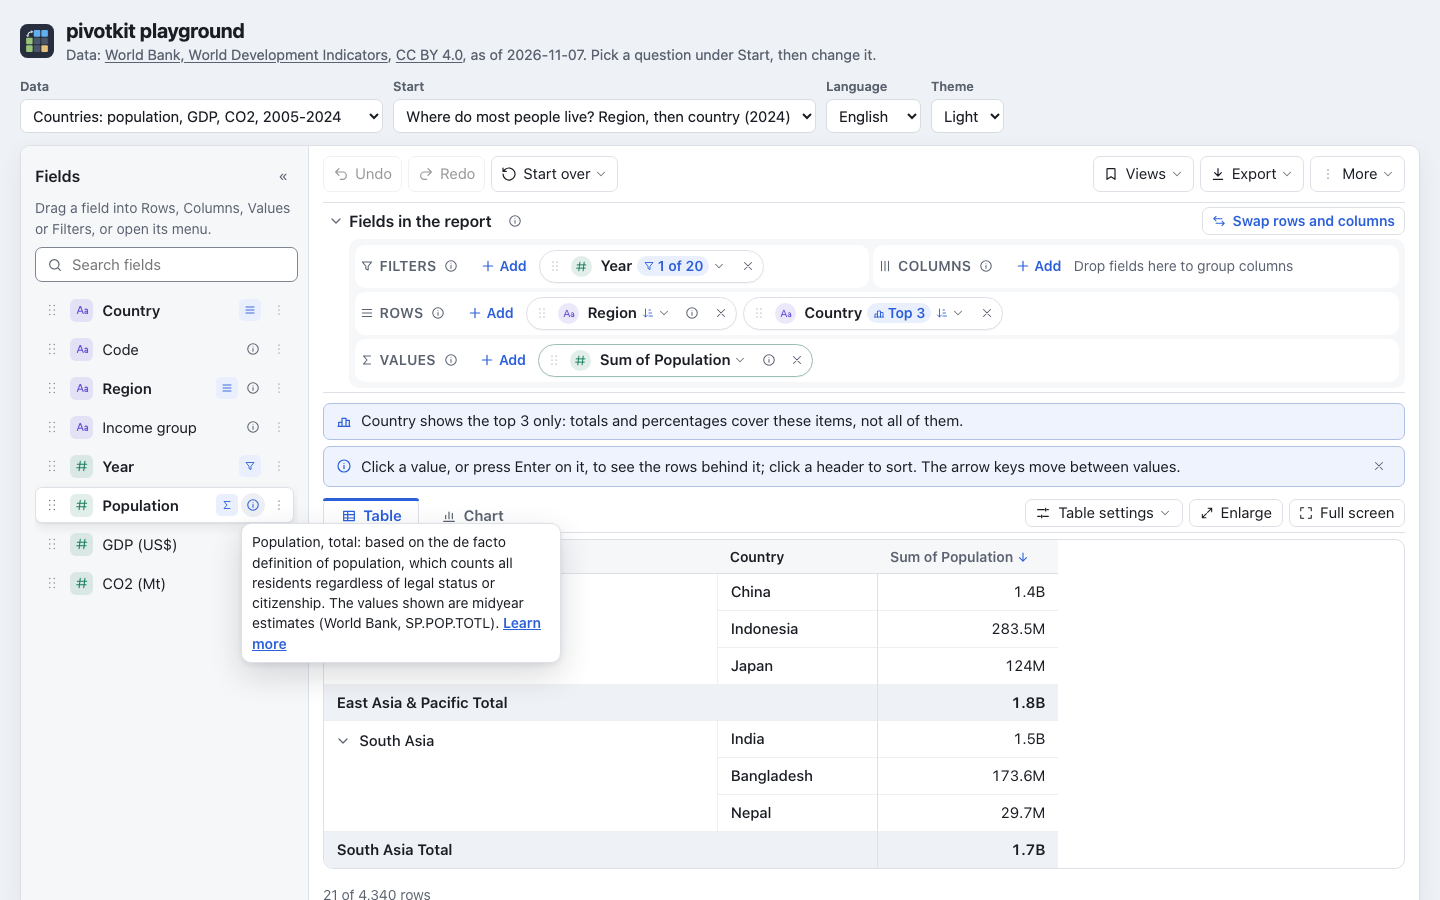 pivotkit playground
Data: World Bank, World Development Indicators, CC BY 4.0, as of 2026-11-07. Pick a question under Start, then change it.
Data
Start
Language
Theme
Countries: population, GDP, CO2, 2005-2024
Where do most people live? Region, then country (2024)
English
Light
Fields
«
Drag a field into Rows, Columns, Values
or Filters, or open its menu.
Search fields
Aa Country
Aa Code
Aa Region
Aa Income group
# Year
# Population Σ
# GDP (US$)
# CO2 (Mt)
Undo
Redo
Start over
Views
Export
More
Fields in the report
Swap rows and columns
FILTERS
+ Add
# Year 1 of 20
COLUMNS
+ Add
Drop fields here to group columns
ROWS
+ Add
Aa Region
Aa Country Top 3
Σ VALUES
+ Add
# Sum of Population
Country shows the top 3 only: totals and percentages cover these items, not all of them.
Click a value, or press Enter on it, to see the rows behind it; click a header to sort. The arrow keys move between values.
Table
Chart
Table settings
Enlarge
Full screen
Population, total: based on the de facto
definition of population, which counts all
residents regardless of legal status or
citizenship. The values shown are midyear
estimates (World Bank, SP.POP.TOTL). Learn
more
Country
Sum of Population ↓
China 1.4B
Indonesia 283.5M
Japan 124M
East Asia & Pacific Total 1.8B
South Asia
India 1.5B
Bangladesh 173.6M
Nepal 29.7M
South Asia Total 1.7B
21 of 4,340 rows